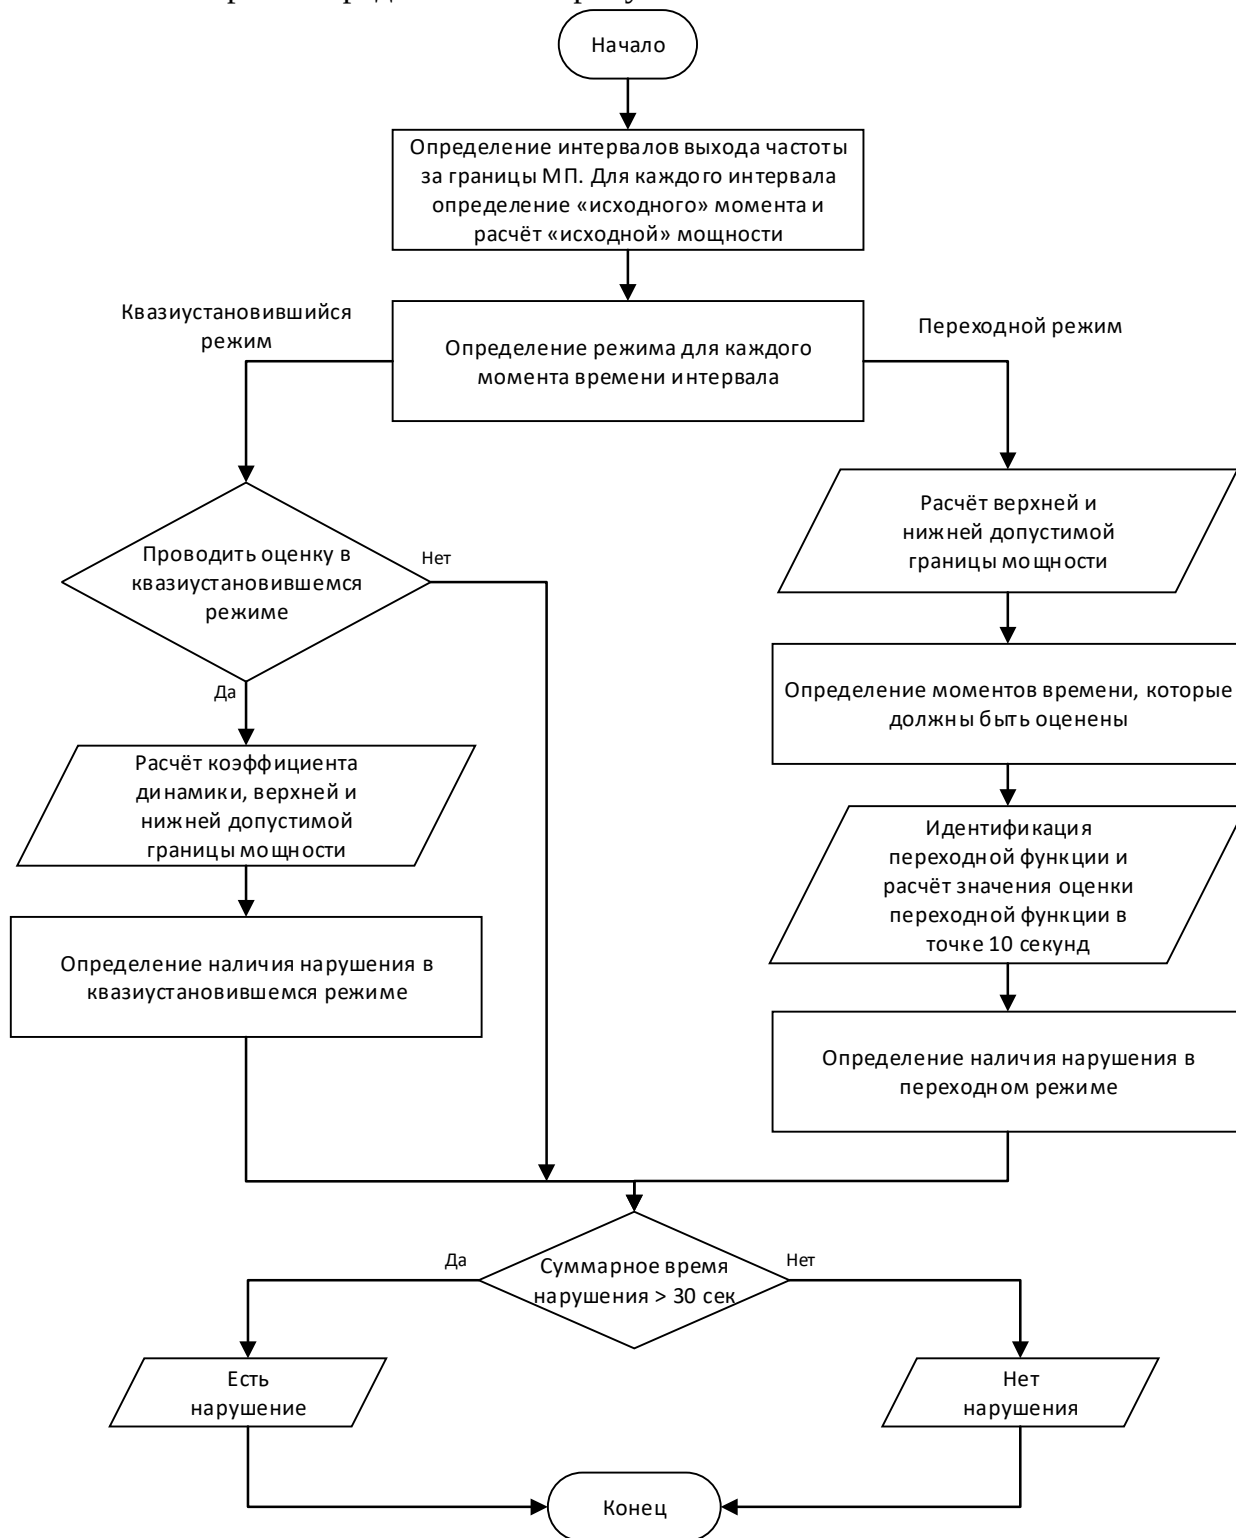 Начало
Определение интервалов выхода частоты
за границы МП. Для каждого интервала
определение «исходного» момента и
расчёт «исходной» мощности
Квазиустановившийся
режим
Переходной режим
Определение режима для каждого
момента времени интервала
Проводить оценку в
квазиустановившемся
режиме
Нет
Да
Расчёт верхней и
нижней допустимой
границы мощности
Определение моментов времени, которые
должны быть оценены
Расчёт коэффициента
динамики, верхней и
нижней допустимой
границы мощности
Идентификация
переходной функции и
расчёт значения оценки
переходной функции в
точке 10 секунд
Определение наличия нарушения в
квазиустановившемся режиме
Определение наличия нарушения в
переходном режиме
Да
Суммарное время
нарушения > 30 сек
Нет
Есть
нарушение
Нет
нарушения
Конец